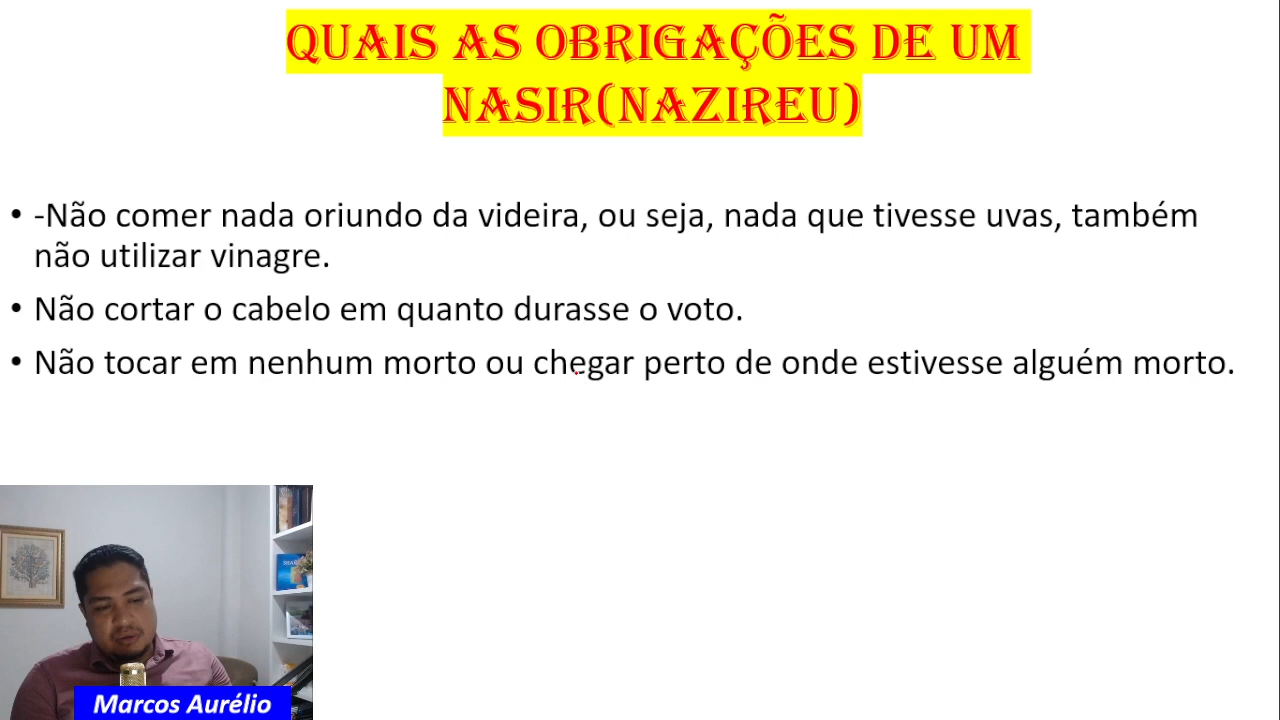 QUAIS AS OBRIGAÇÕES DE UM
NASIR(NAZIREU)
• -Não comer nada oriundo da videira, ou seja, nada que tivesse uvas, também
não utilizar vinagre.
• Não cortar o cabelo em quanto durasse o voto.
• Não tocar em nenhum morto ou chegar perto de onde estivesse alguém morto.
Marcos Aurélio